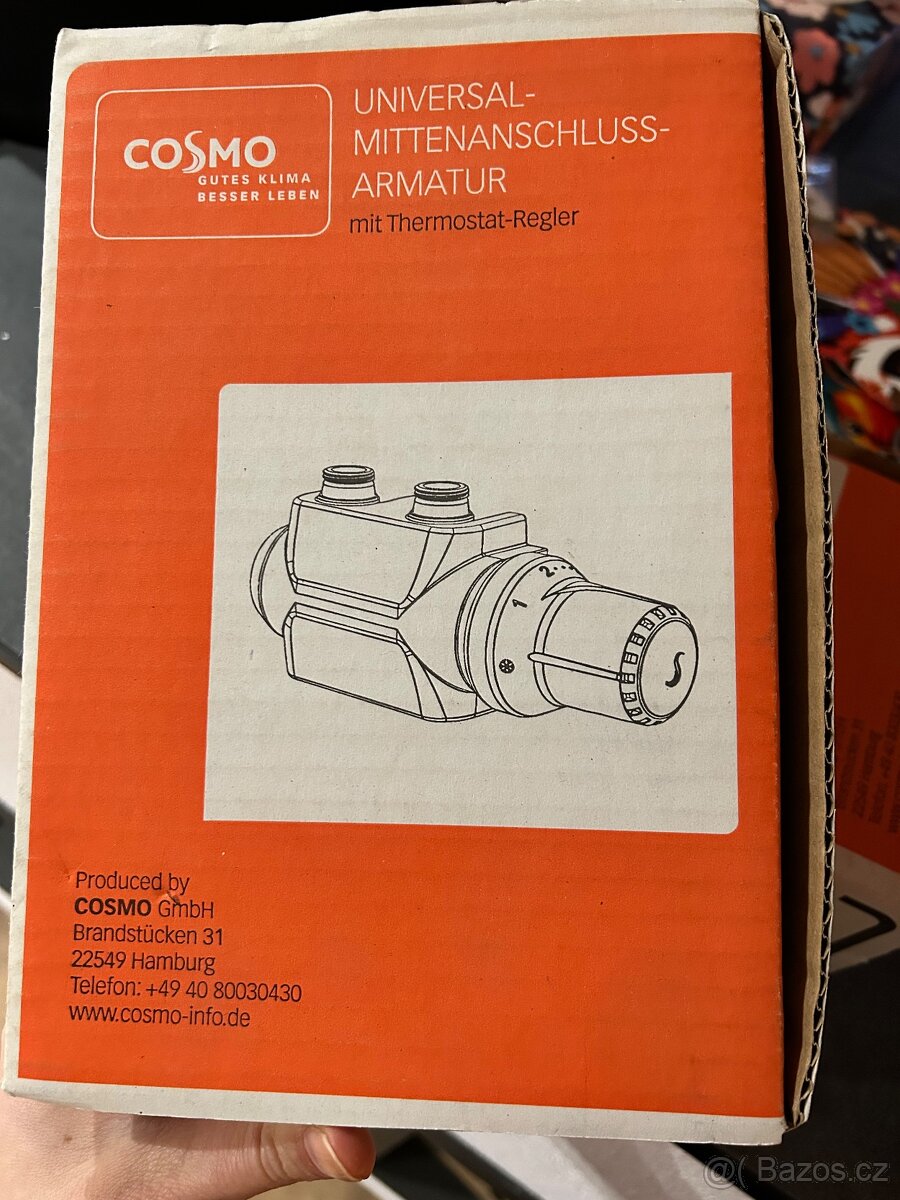 COSMO
GUTES KLIMA
BESSER LEBEN
UNIVERSAL-
MITTENANSCHLUSS-
ARMATUR
mit Thermostat-Regler
1
2...
Produced by
COSMO GmbH
Brandstücken 31
22549 Hamburg
Telefon: +49 40 80030430
www.cosmo-info.de
@( Bazos.cz